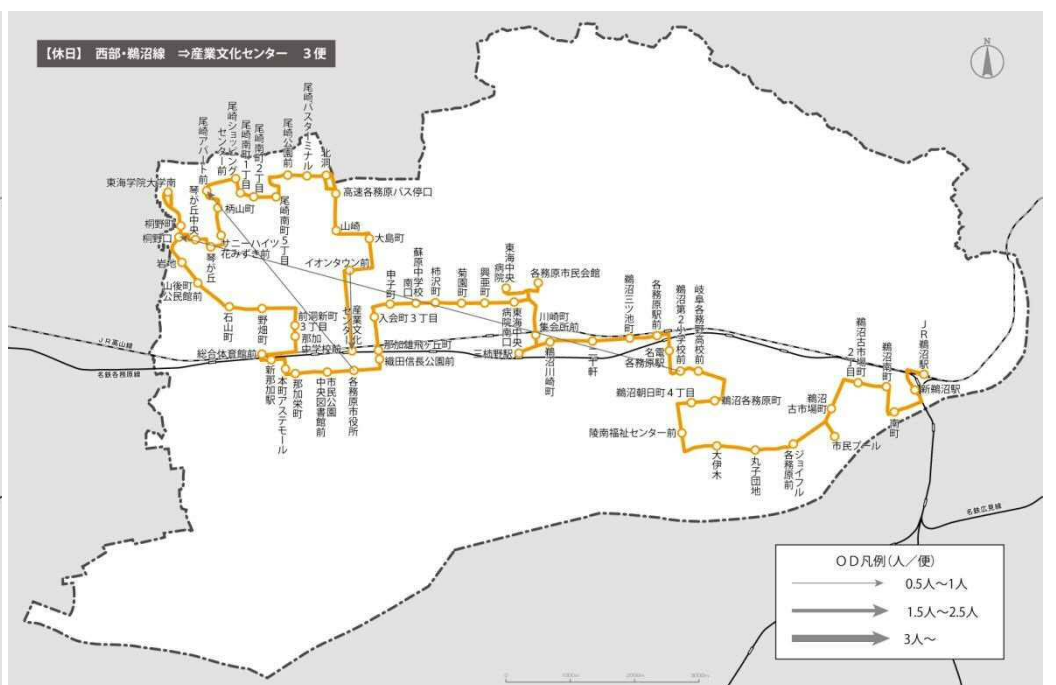 【休日】 西部・鵜沼線 ⇒産業文化センター 3便
N
尾崎アパート前
尾崎ショッピング
センター前
尾崎南町1丁目
尾崎南町2丁目
尾崎公園前
尾崎バスターミナル
北洞
東海学院大学南
琴が丘中央
柄山町
尾崎南町5丁目
高速各務原バス停口
桐野町
桐野口
山崎
大島町
サニーハイツ
花みずき前
琴が丘
岩地
イオンタウン前
山後町
公民館前
石山町
野畑町
前洞新町
3丁目
那加
中学校前
産業文化
センター
申子町
蘇原中学校
南口
柿沢町
菊園町
興亜町
東海中央
病院
各務原市民会館
入会町3丁目
東海中央
病院南口
川崎町
集会所前
鵜沼三ツ池町
各務原駅前
鵜沼第2小学校前
岐阜各務野高校前
JR高山線
名鉄各務原線
総合体育館前
新那加駅
本町アステモール
那加栄町
市民公園
中央図書館前
各務原市役所
那加雄飛ヶ丘町
織田信長公園前
三柿野駅
鵜沼川崎町
二十軒
名電
各務原駅
鵜沼朝日町4丁目
鵜沼各務原町
陵南福祉センター前
大伊木
丸子団地
ジョイフル
各務原前
市民プール
鵜沼
古市場町
鵜沼
古市場町
2丁目
鵜沼南町
南町
JR鵜沼駅
新鵜沼駅
名鉄広見線
OD凡例(人/便)
0.5人～1人
1.5人～2.5人
3人～
0 1000m 2000m 3000m